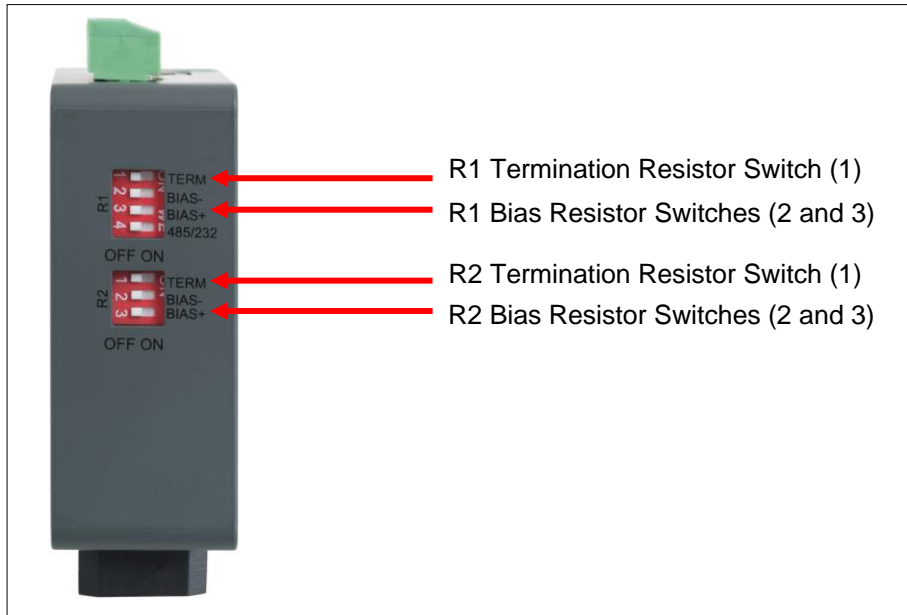 R1 Termination Resistor Switch (1)
R1 Bias Resistor Switches (2 and 3)
R2 Termination Resistor Switch (1)
R2 Bias Resistor Switches (2 and 3)
R1
1 TERM
2 BIAS-
3 BIAS+
4 485/232
OFF ON
R2
1 TERM
2 BIAS-
3 BIAS+
OFF ON